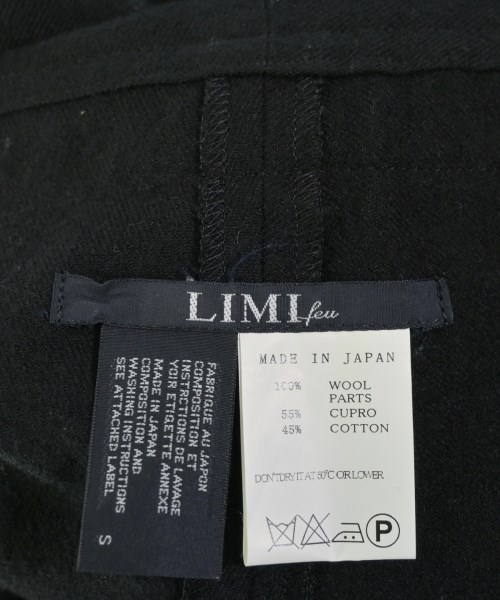 LIMI feu
FABRIQUE AU JAPON
COMPOSITION ET
INSTRCTIONS DE LAVAGE
VOIR ETIQETTE ANNEXE
MADE IN JAPAN
COMPOSITION AND
WASHING INSTRUCTIONS
SEE ATTACHED LABEL
S
MADE IN JAPAN
100% WOOL
PARTS
55% CUPRO
45% COTTON
DON'T DRY IT AT 50°C OR LOWER
P